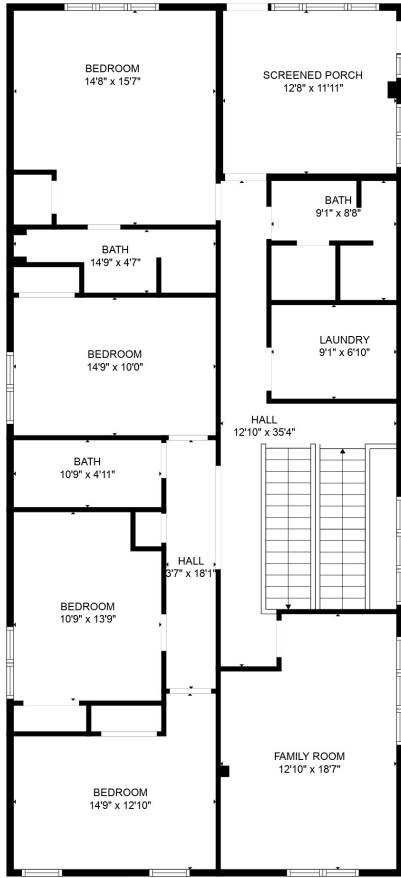 BEDROOM
14'8" x 15'7"
SCREENED PORCH
12'8" x 11'11"
BATH
9'1" x 8'8"
BATH
14'9" x 4'7"
LAUNDRY
9'1" x 6'10"
BEDROOM
14'9" x 10'0"
HALL
12'10" x 35'4"
BATH
10'9" x 4'11"
HALL
3'7" x 18'1"
BEDROOM
10'9" x 13'9"
FAMILY ROOM
12'10" x 18'7"
BEDROOM
14'9" x 12'10"